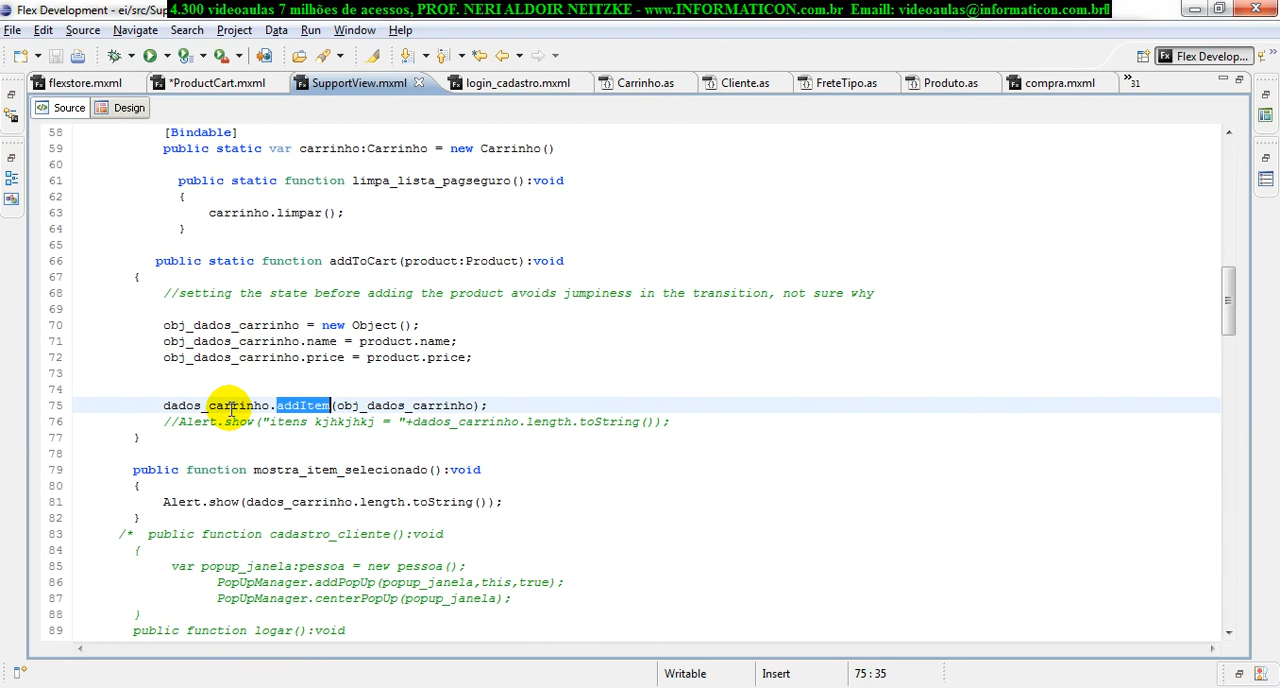 Flex Development - ei/src/Sup
4.300 videoaulas 7 milhões de acessos, PROF. NERI ALDOIR NEITZKE - www.INFORMATICON.com.br Emaill: videoaulas@informaticon.com.brl
File Edit Source Navigate Search Project Data Run Window Help
Flex Develop...
flexstore.mxml *ProductCart.mxml SupportView.mxml login_cadastro.mxml Carrinho.as Cliente.as FreteTipo.as Produto.as compra.mxml »31
Source Design
58 [Bindable]
59 public static var carrinho:Carrinho = new Carrinho()
60
61 public static function limpa_lista_pagseguro():void
62 {
63 carrinho.limpar();
64 }
65
66 public static function addToCart(product:Product):void
67 {
68 //setting the state before adding the product avoids jumpiness in the transition, not sure why
69
70 obj_dados_carrinho = new Object();
71 obj_dados_carrinho.name = product.name;
72 obj_dados_carrinho.price = product.price;
73
74
75 dados_carrinho.addItem(obj_dados_carrinho);
76 //Alert.show("itens kjhkjhkj = "+dados_carrinho.length.toString());
77 }
78
79 public function mostra_item_selecionado():void
80 {
81 Alert.show(dados_carrinho.length.toString());
82 }
83 /* public function cadastro_cliente():void
84 {
85 var popup_janela:pessoa = new pessoa();
86 PopUpManager.addPopUp(popup_janela,this,true);
87 PopUpManager.centerPopUp(popup_janela);
88 }
89 public function logar():void
Writable Insert 75 : 35